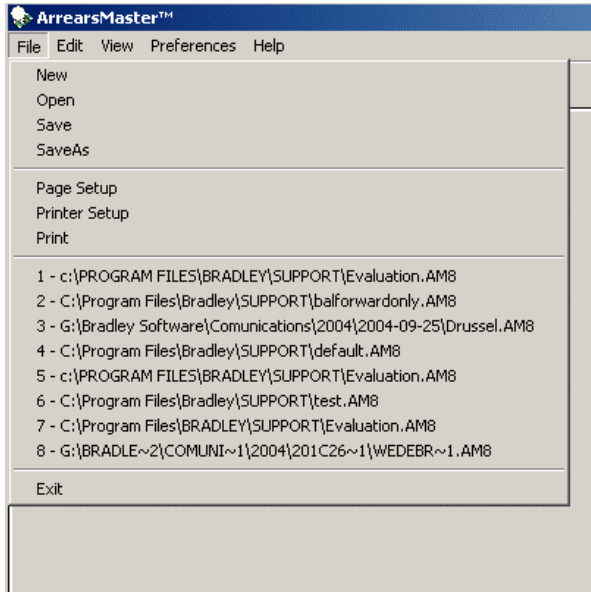 ArrearsMaster™
File Edit View Preferences Help
New
Open
Save
SaveAs
Page Setup
Printer Setup
Print
1 - c:\PROGRAM FILES\BRADLEY\SUPPORT\Evaluation.AM8
2 - C:\Program Files\Bradley\SUPPORT\balforwardonly.AM8
3 - G:\Bradley Software\Comunications\2004\2004-09-25\Drussel.AM8
4 - C:\Program Files\Bradley\SUPPORT\default.AM8
5 - c:\PROGRAM FILES\BRADLEY\SUPPORT\Evaluation.AM8
6 - C:\Program Files\Bradley\SUPPORT\test.AM8
7 - C:\Program Files\BRADLEY\SUPPORT\Evaluation.AM8
8 - G:\BRADLE~2\COMUNI~1\2004\201C26~1\WEDEBR~1.AM8
Exit